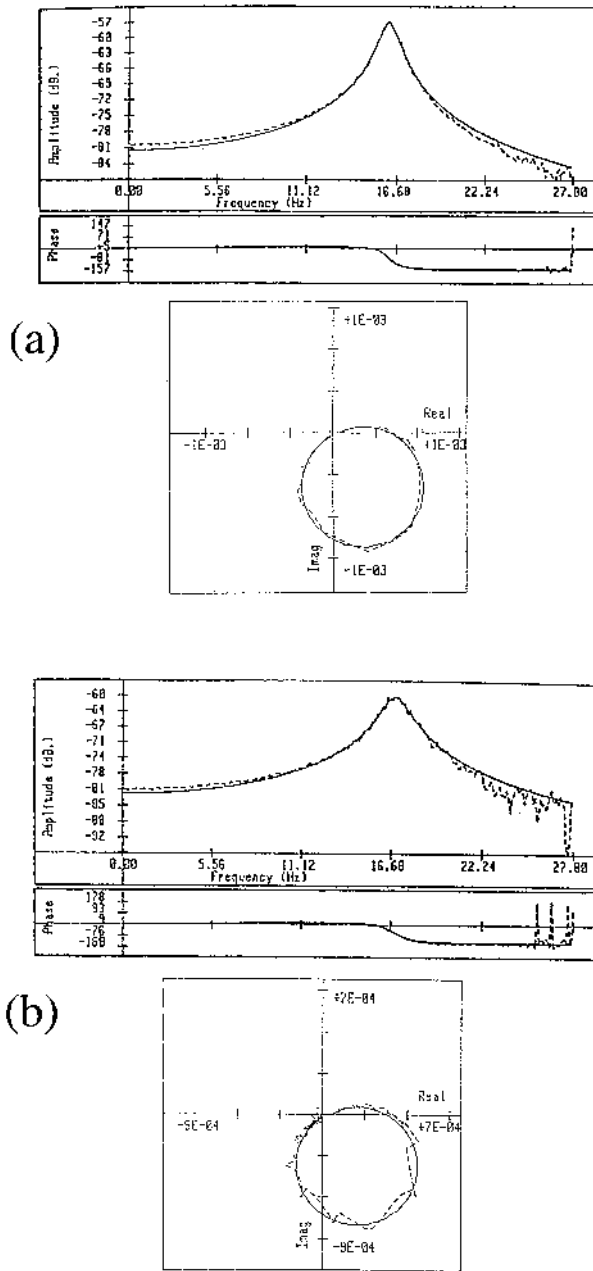 -57
-60
-63
-66
-69
-72
-75
-78
-81
-84
Amplitude (dB.)
0.00 5.56 11.12 16.68 22.24 27.80
Frequency (Hz)
Phase
147
71
-81
-157
(a)
+1E-03
Real
-1E-03 +1E-03
Imag
-1E-03
-60
-64
-67
-71
-74
-78
-81
-85
-88
-92
Amplitude (dB.)
0.00 5.56 11.12 16.68 22.24 27.80
Frequency (Hz)
Phase
178
93
9
-76
-160
(b)
+7E-04
Real
-9E-04 +7E-04
Imag
-9E-04